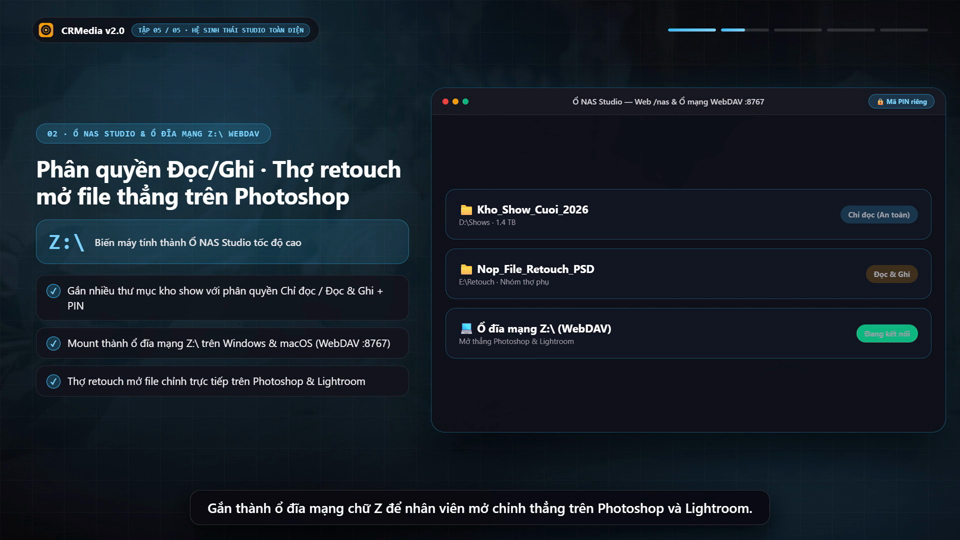 CRMedia v2.0
TẬP 05 / 05 · HỆ SINH THÁI STUDIO TOÀN DIỆN
02 · Ổ NAS STUDIO & Ổ ĐĨA MẠNG Z:\ WEBDAV
Phân quyền Đọc/Ghi · Thợ retouch
mở file thẳng trên Photoshop
Z:\ Biến máy tính thành Ổ NAS Studio tốc độ cao
Gắn nhiều thư mục kho show với phân quyền Chỉ đọc / Đọc & Ghi +
PIN
Mount thành ổ đĩa mạng Z:\ trên Windows & macOS (WebDAV :8767)
Thợ retouch mở file chỉnh trực tiếp trên Photoshop & Lightroom
Ổ NAS Studio — Web /nas & Ổ mạng WebDAV :8767
Mã PIN riêng
Kho_Show_Cuoi_2026
D:\Shows · 1.4 TB
Chỉ đọc (An toàn)
Nop_File_Retouch_PSD
E:\Retouch · Nhóm thợ phụ
Đọc & Ghi
Ổ đĩa mạng Z:\ (WebDAV)
Mở thẳng Photoshop & Lightroom
Đang kết nối
Gắn thành ổ đĩa mạng chữ Z để nhân viên mở chỉnh thẳng trên Photoshop và Lightroom.